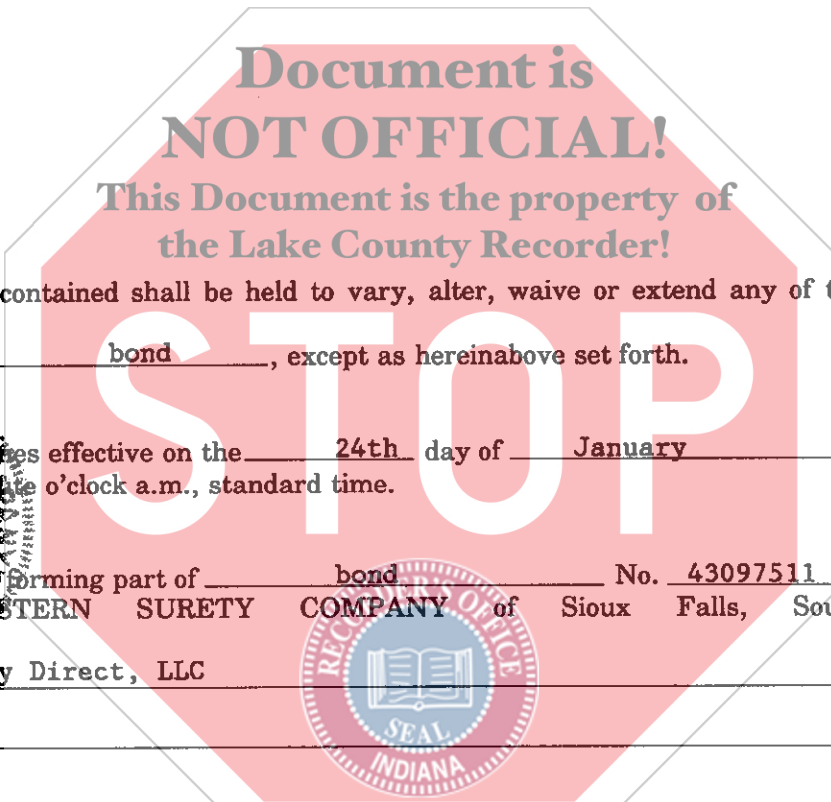 Document is
NOT OFFICIAL!
This Document is the property of
the Lake County Recorder!
contained shall be held to vary, alter, waive or extend any of t
bond, except as hereinabove set forth.
STOP
es effective on the 24th day of January
o'clock a.m., standard time.
forming part of bond No. 43097511
STERN SURETY COMPANY of Sioux Falls, Sou
y Direct, LLC
RECORDER'S OFFICE
SEAL
INDIANA